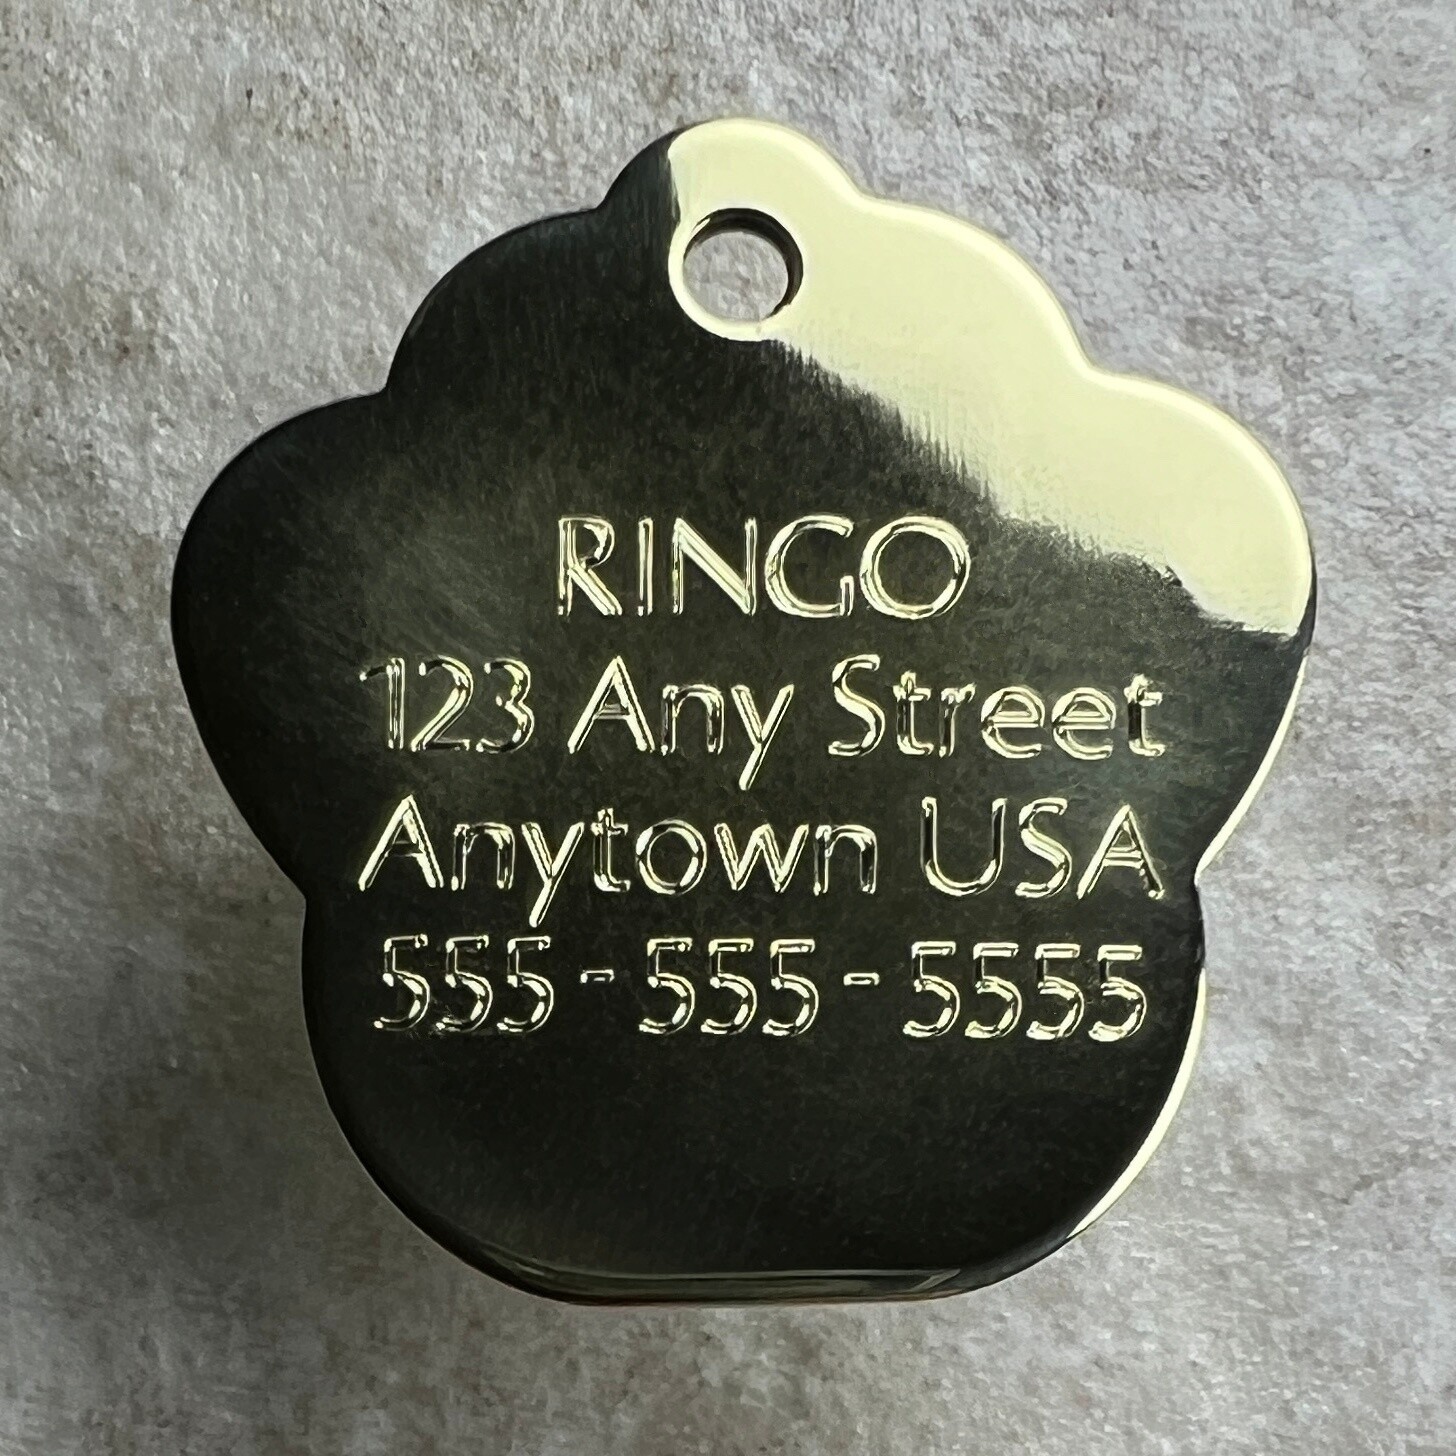 RINGO
123 Any Street
Anytown USA
555 - 555 - 5555